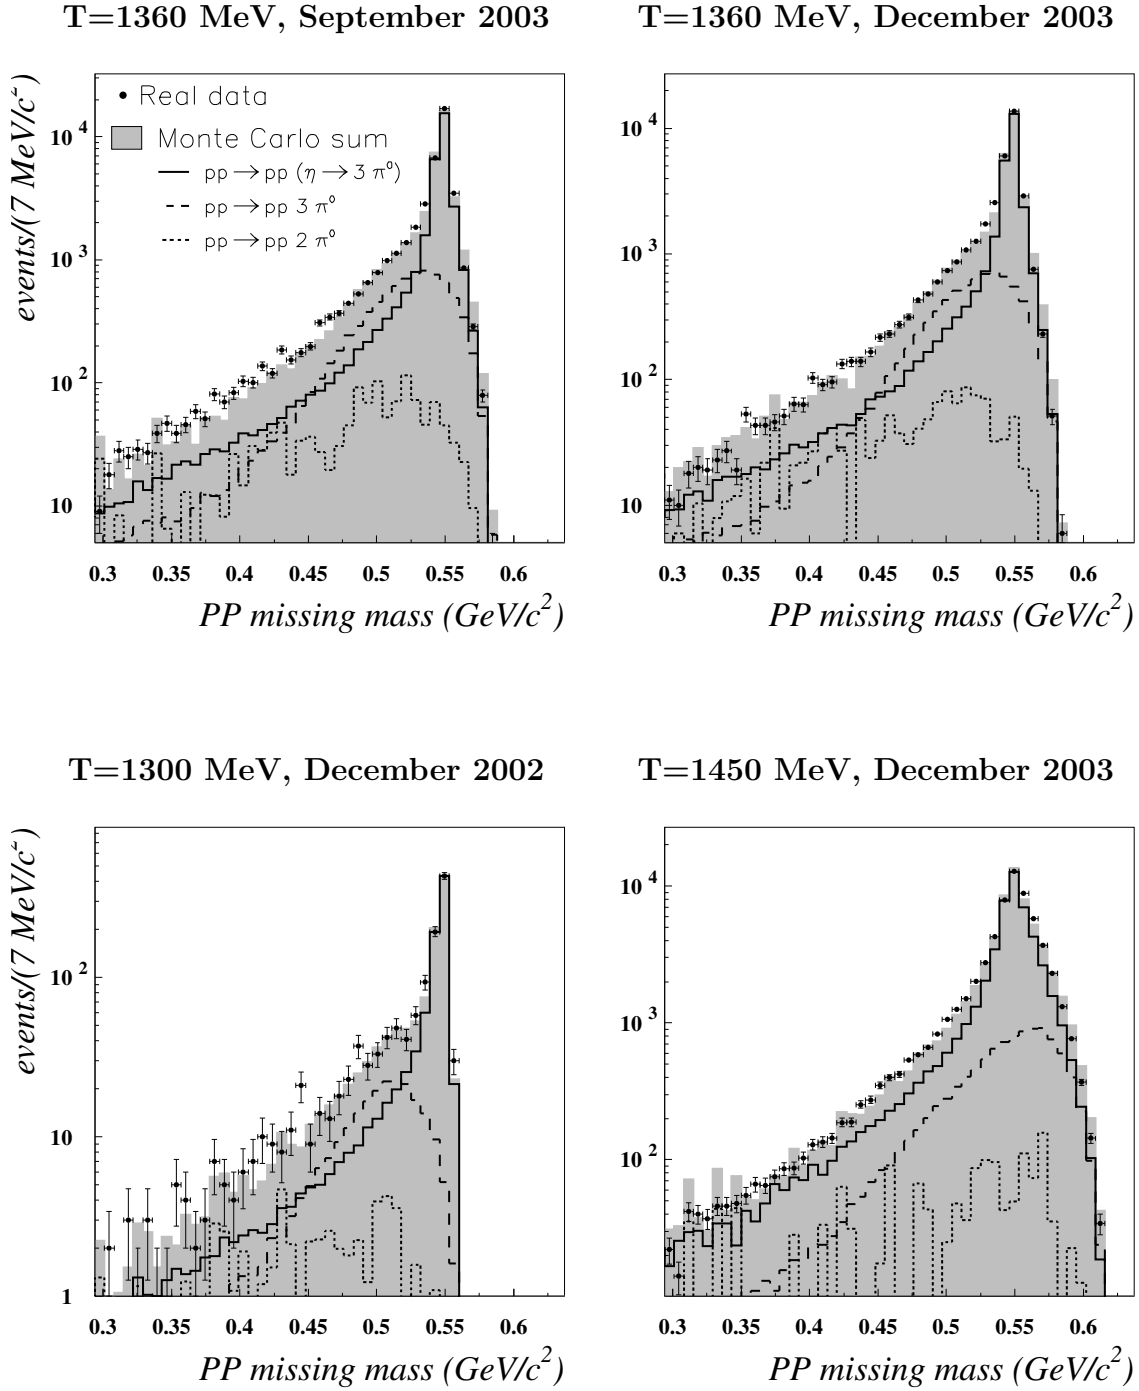 T=1360 MeV, September 2003
events/(7 MeV/c²)
10⁴
10³
10²
10
Real data
Monte Carlo sum
pp → pp (η → 3 π⁰)
pp → pp 3 π⁰
pp → pp 2 π⁰
0.3 0.35 0.4 0.45 0.5 0.55 0.6
PP missing mass (GeV/c²)
T=1360 MeV, December 2003
10⁴
10³
10²
10
0.3 0.35 0.4 0.45 0.5 0.55 0.6
PP missing mass (GeV/c²)
T=1300 MeV, December 2002
events/(7 MeV/c²)
10²
10
1
0.3 0.35 0.4 0.45 0.5 0.55 0.6
PP missing mass (GeV/c²)
T=1450 MeV, December 2003
10⁴
10³
10²
0.3 0.35 0.4 0.45 0.5 0.55 0.6
PP missing mass (GeV/c²)